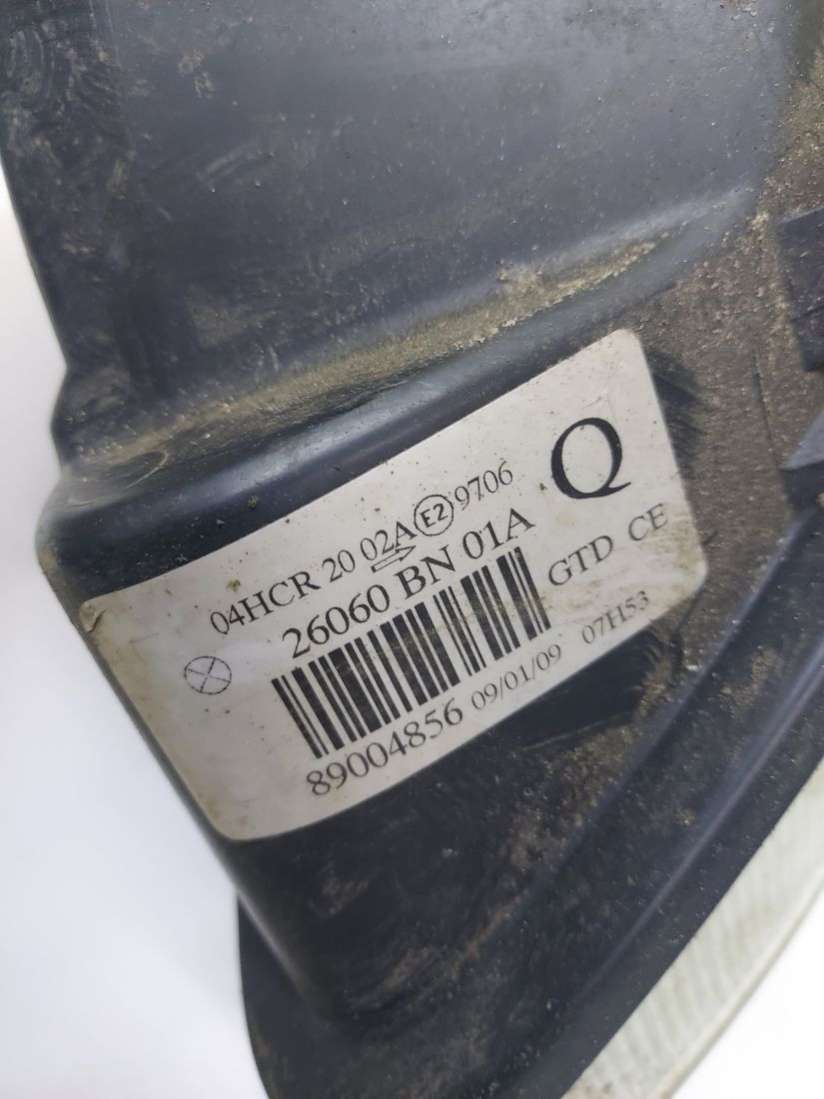 04HCR 20 02A E2 9706 Q
26060 BN 01A
GTD CE
89004856 09/01/09 07H53